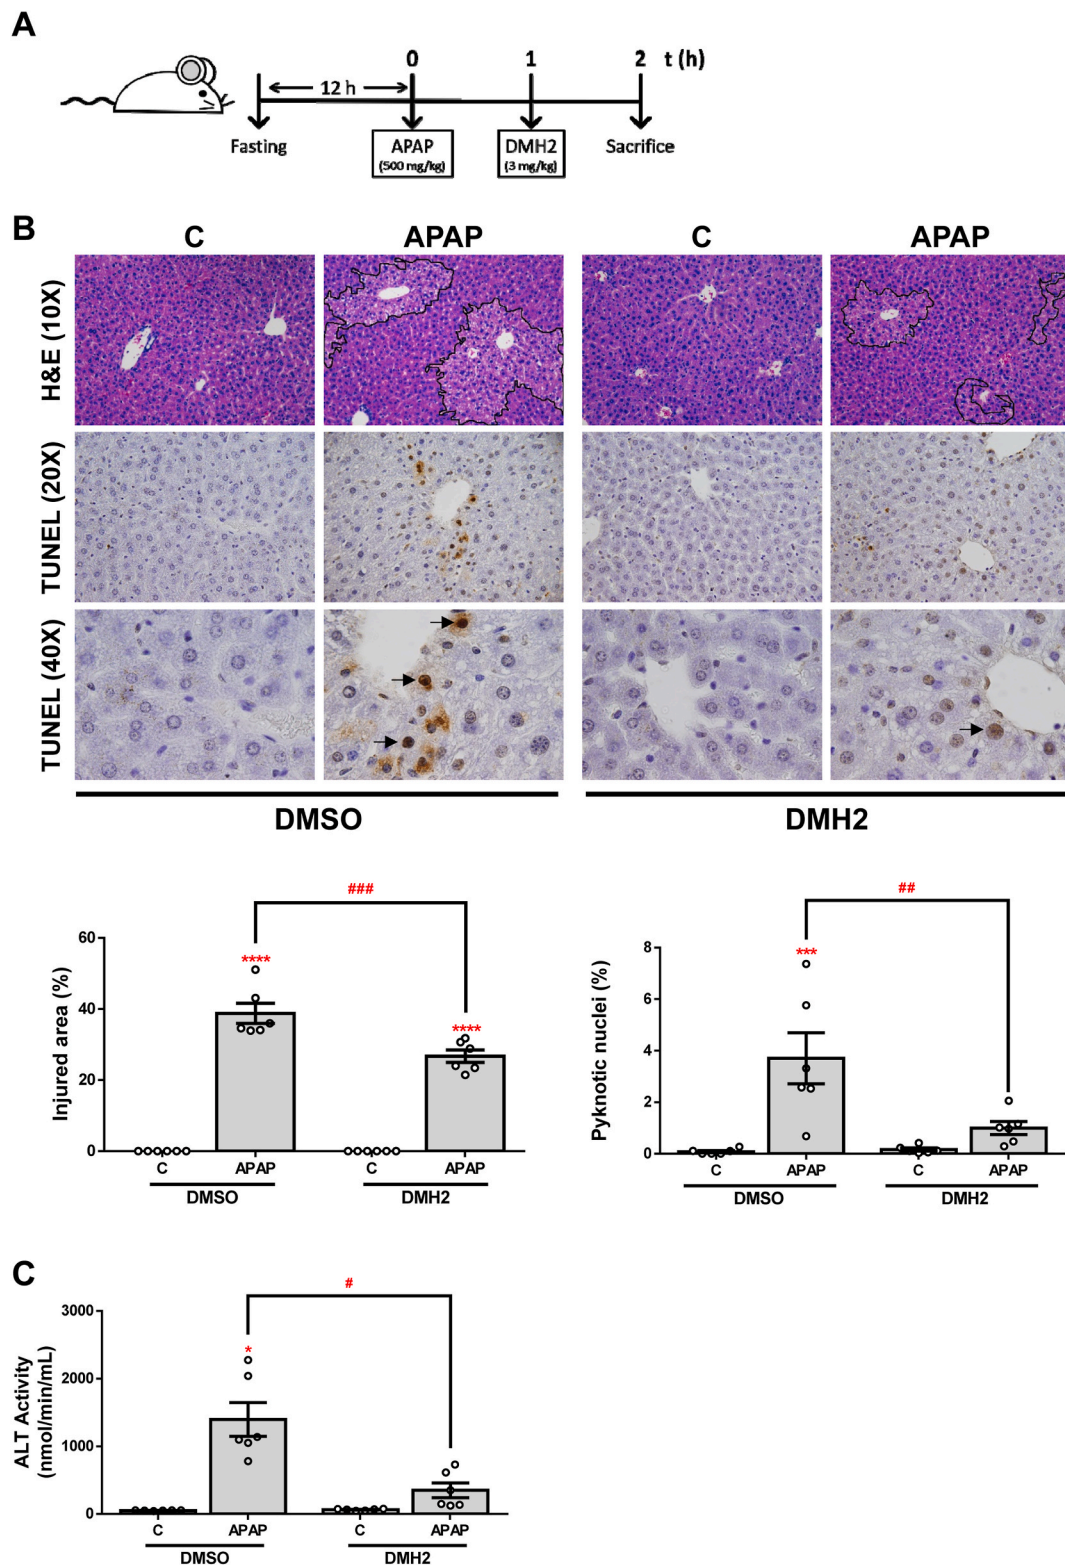 A
0 1 2 t (h)
12 h
Fasting APAP DMH2 Sacrifice
(500 mg/kg) (3 mg/kg)
B
C APAP C APAP
H&E (10X)
TUNEL (20X)
TUNEL (40X)
DMSO DMH2
###
Injured area (%)
60
40
20
0
****
****
C APAP C APAP
DMSO DMH2
##
Pyknotic nuclei (%)
8
6
4
2
0
***
C APAP C APAP
DMSO DMH2
C
#
ALT Activity
(nmol/min/mL)
3000
2000
1000
0
*
C APAP C APAP
DMSO DMH2